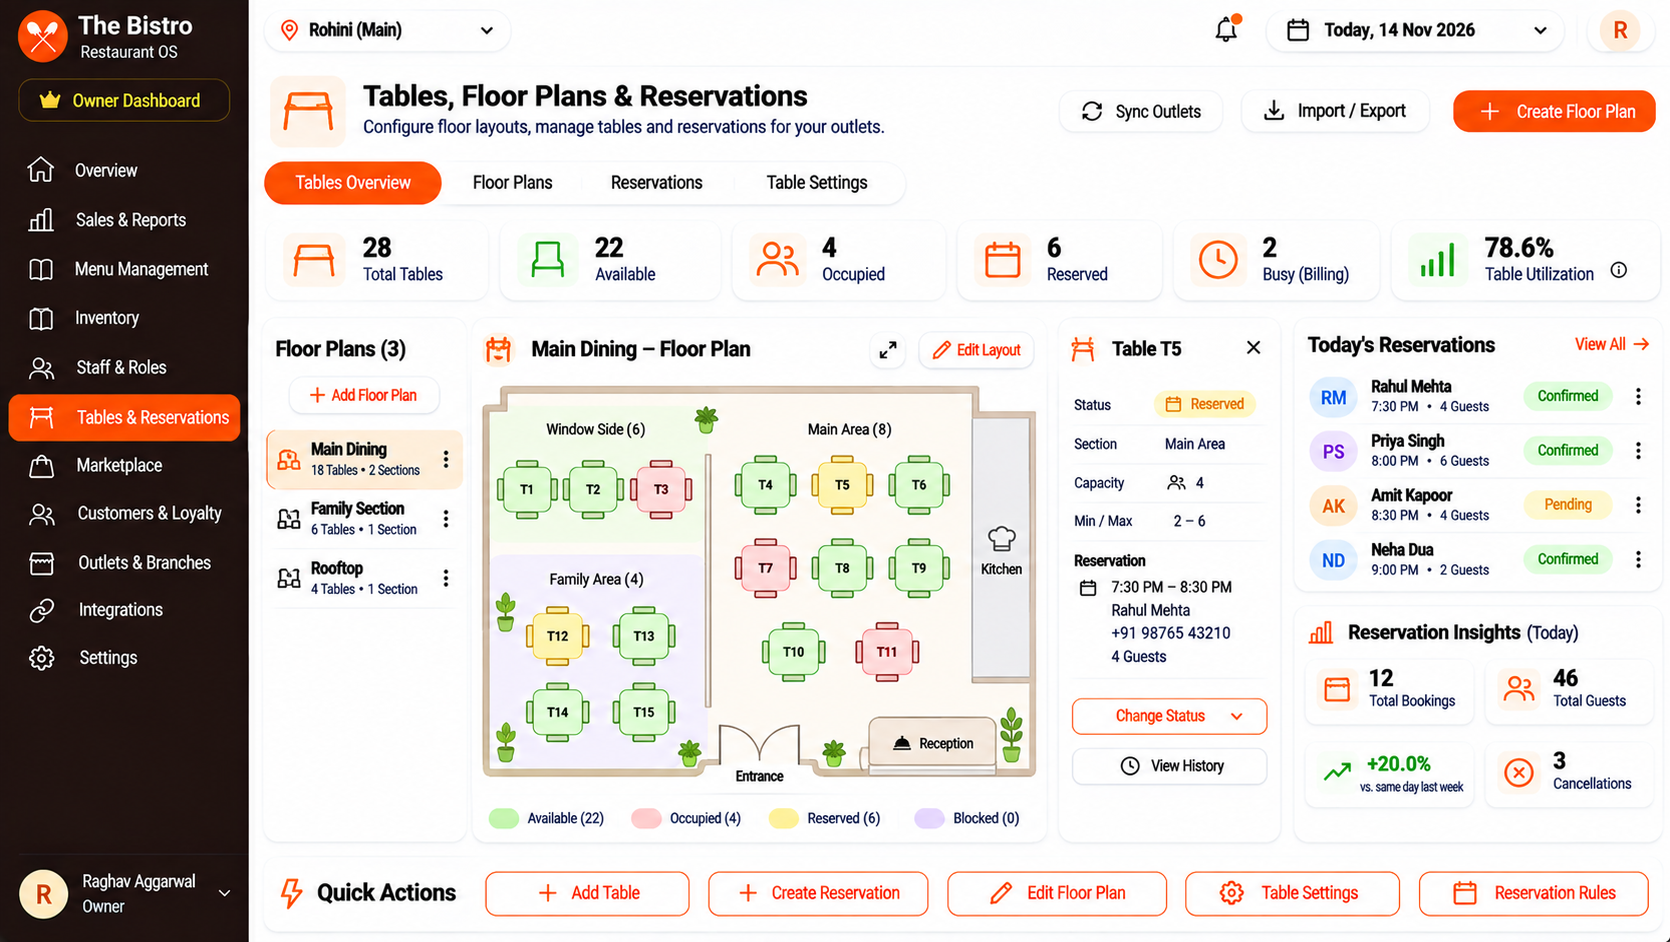 The Bistro
Restaurant OS
Owner Dashboard
Overview
Sales & Reports
Menu Management
Inventory
Staff & Roles
Tables & Reservations
Marketplace
Customers & Loyalty
Outlets & Branches
Integrations
Settings
R
Raghav Aggarwal
Owner
Rohini (Main)
Today, 14 Nov 2026
R
Tables, Floor Plans & Reservations
Configure floor layouts, manage tables and reservations for your outlets.
Sync Outlets
Import / Export
+ Create Floor Plan
Tables Overview
Floor Plans
Reservations
Table Settings
28
Total Tables
22
Available
4
Occupied
6
Reserved
2
Busy (Billing)
78.6%
Table Utilization
Floor Plans (3)
+ Add Floor Plan
Main Dining
18 Tables • 2 Sections
Family Section
6 Tables • 1 Section
Rooftop
4 Tables • 1 Section
Main Dining – Floor Plan
Edit Layout
Window Side (6)
T1
T2
T3
Main Area (8)
T4
T5
T6
T7
T8
T9
T10
T11
Family Area (4)
T12
T13
T14
T15
Kitchen
Reception
Entrance
Available (22)
Occupied (4)
Reserved (6)
Blocked (0)
Table T5
Status
Reserved
Section
Main Area
Capacity
4
Min / Max
2 – 6
Reservation
7:30 PM – 8:30 PM
Rahul Mehta
+91 98765 43210
4 Guests
Change Status
View History
Today's Reservations
View All →
RM
Rahul Mehta
7:30 PM • 4 Guests
Confirmed
PS
Priya Singh
8:00 PM • 6 Guests
Confirmed
AK
Amit Kapoor
8:30 PM • 4 Guests
Pending
ND
Neha Dua
9:00 PM • 2 Guests
Confirmed
Reservation Insights (Today)
12
Total Bookings
46
Total Guests
+20.0%
vs. same day last week
3
Cancellations
Quick Actions
+ Add Table
+ Create Reservation
Edit Floor Plan
Table Settings
Reservation Rules